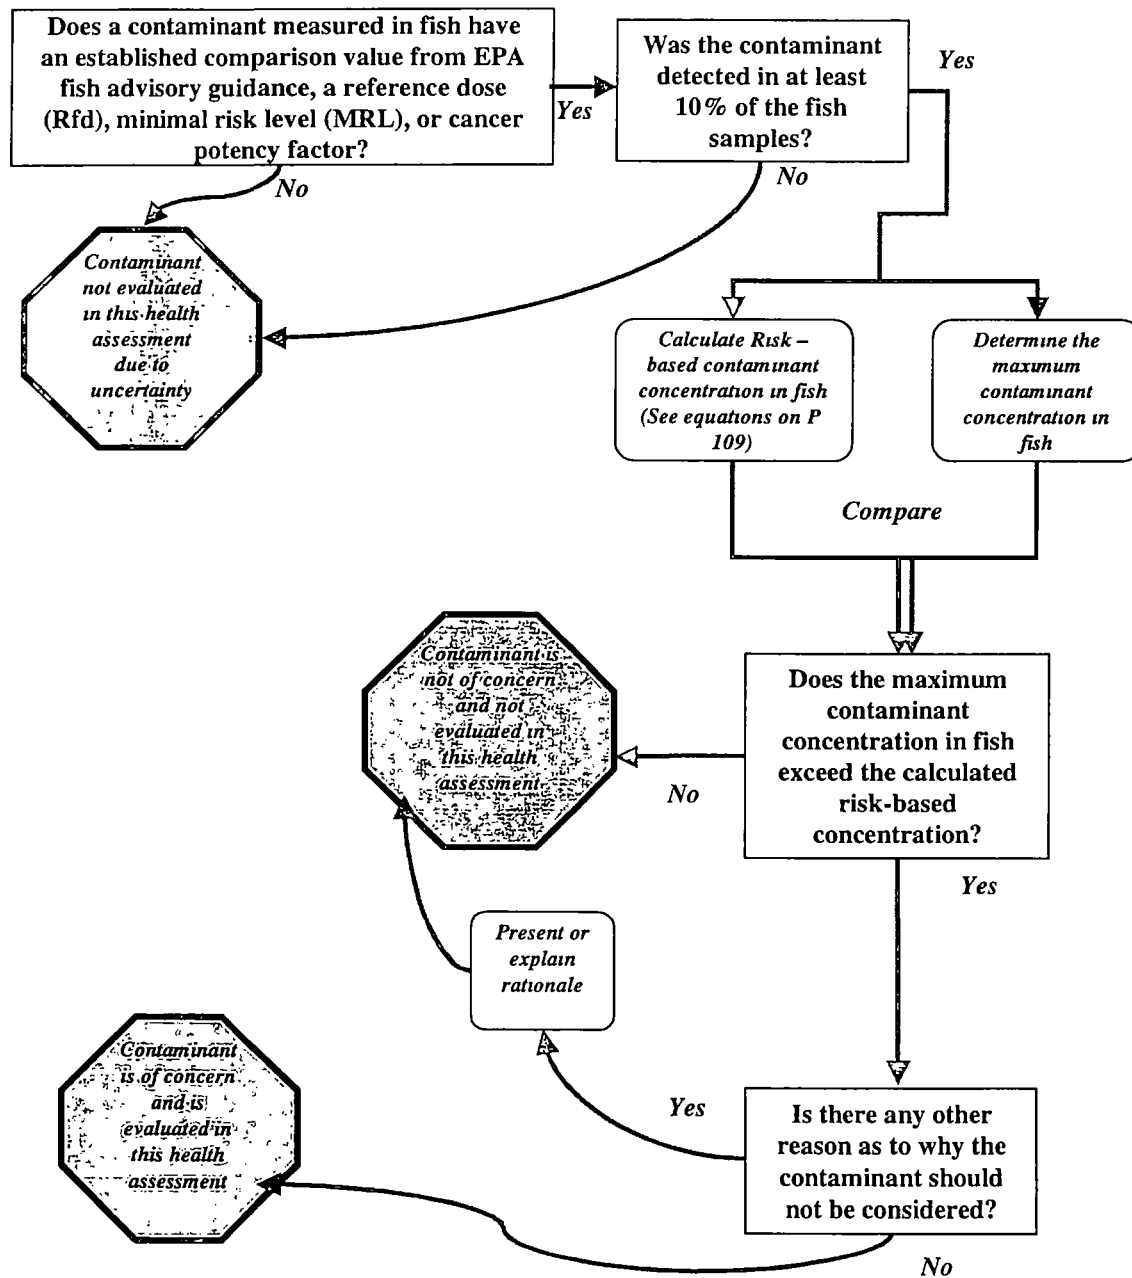 Does a contaminant measured in fish have
an established comparison value from EPA
fish advisory guidance, a reference dose
(Rfd), minimal risk level (MRL), or cancer
potency factor?
Yes
No
Was the contaminant
detected in at least
10% of the fish
samples?
Yes
No
Contaminant
not evaluated
in this health
assessment
due to
uncertainty
Calculate Risk –
based contaminant
concentration in fish
(See equations on P
109)
Determine the
maximum
contaminant
concentration in
fish
Compare
Contaminant is
not of concern
and not
evaluated in
this health
assessment
No
Does the maximum
contaminant
concentration in fish
exceed the calculated
risk-based
concentration?
Yes
Present or
explain
rationale
Contaminant
is of concern
and is
evaluated in
this health
assessment
Yes
Is there any other
reason as to why the
contaminant should
not be considered?
No